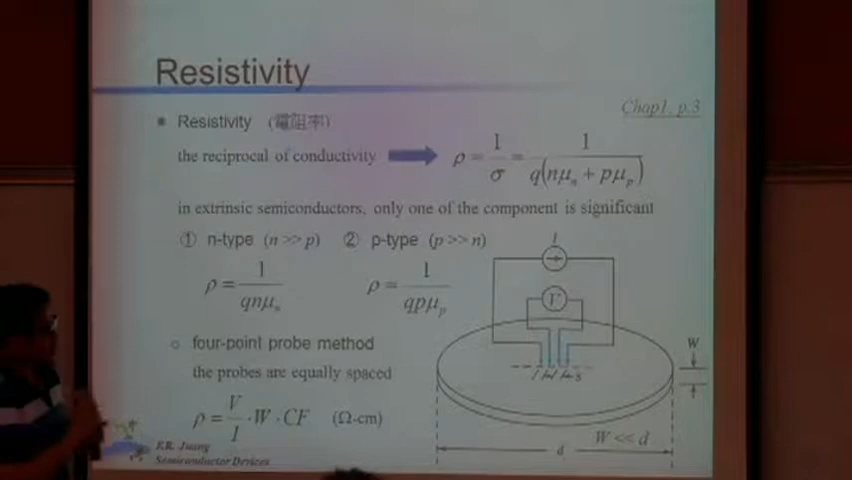 Resistivity
Chap1, p.3
Resistivity (電阻率)
the reciprocal of conductivity ρ = 1/σ = 1/q(nμn + pμp)
in extrinsic semiconductors, only one of the component is significant
① n-type (n >> p) ② p-type (p >> n)
ρ = 1/qnμn ρ = 1/qpμp
I
V
four-point probe method
the probes are equally spaced
s
W
ρ = V/I · W · CF (Ω-cm)
W << d
d
Semiconductor Devices